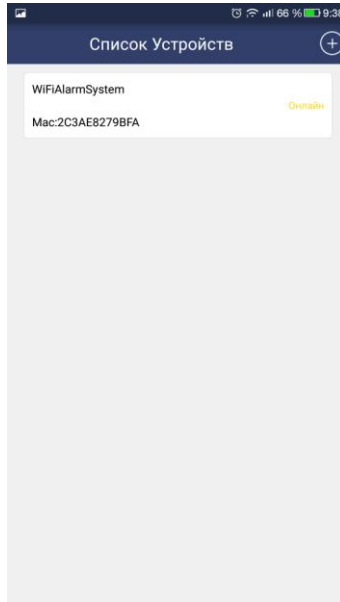 66 % 9:38
Список Устройств
WiFiAlarmSystem
Онлайн
Mac:2C3AE8279BFA